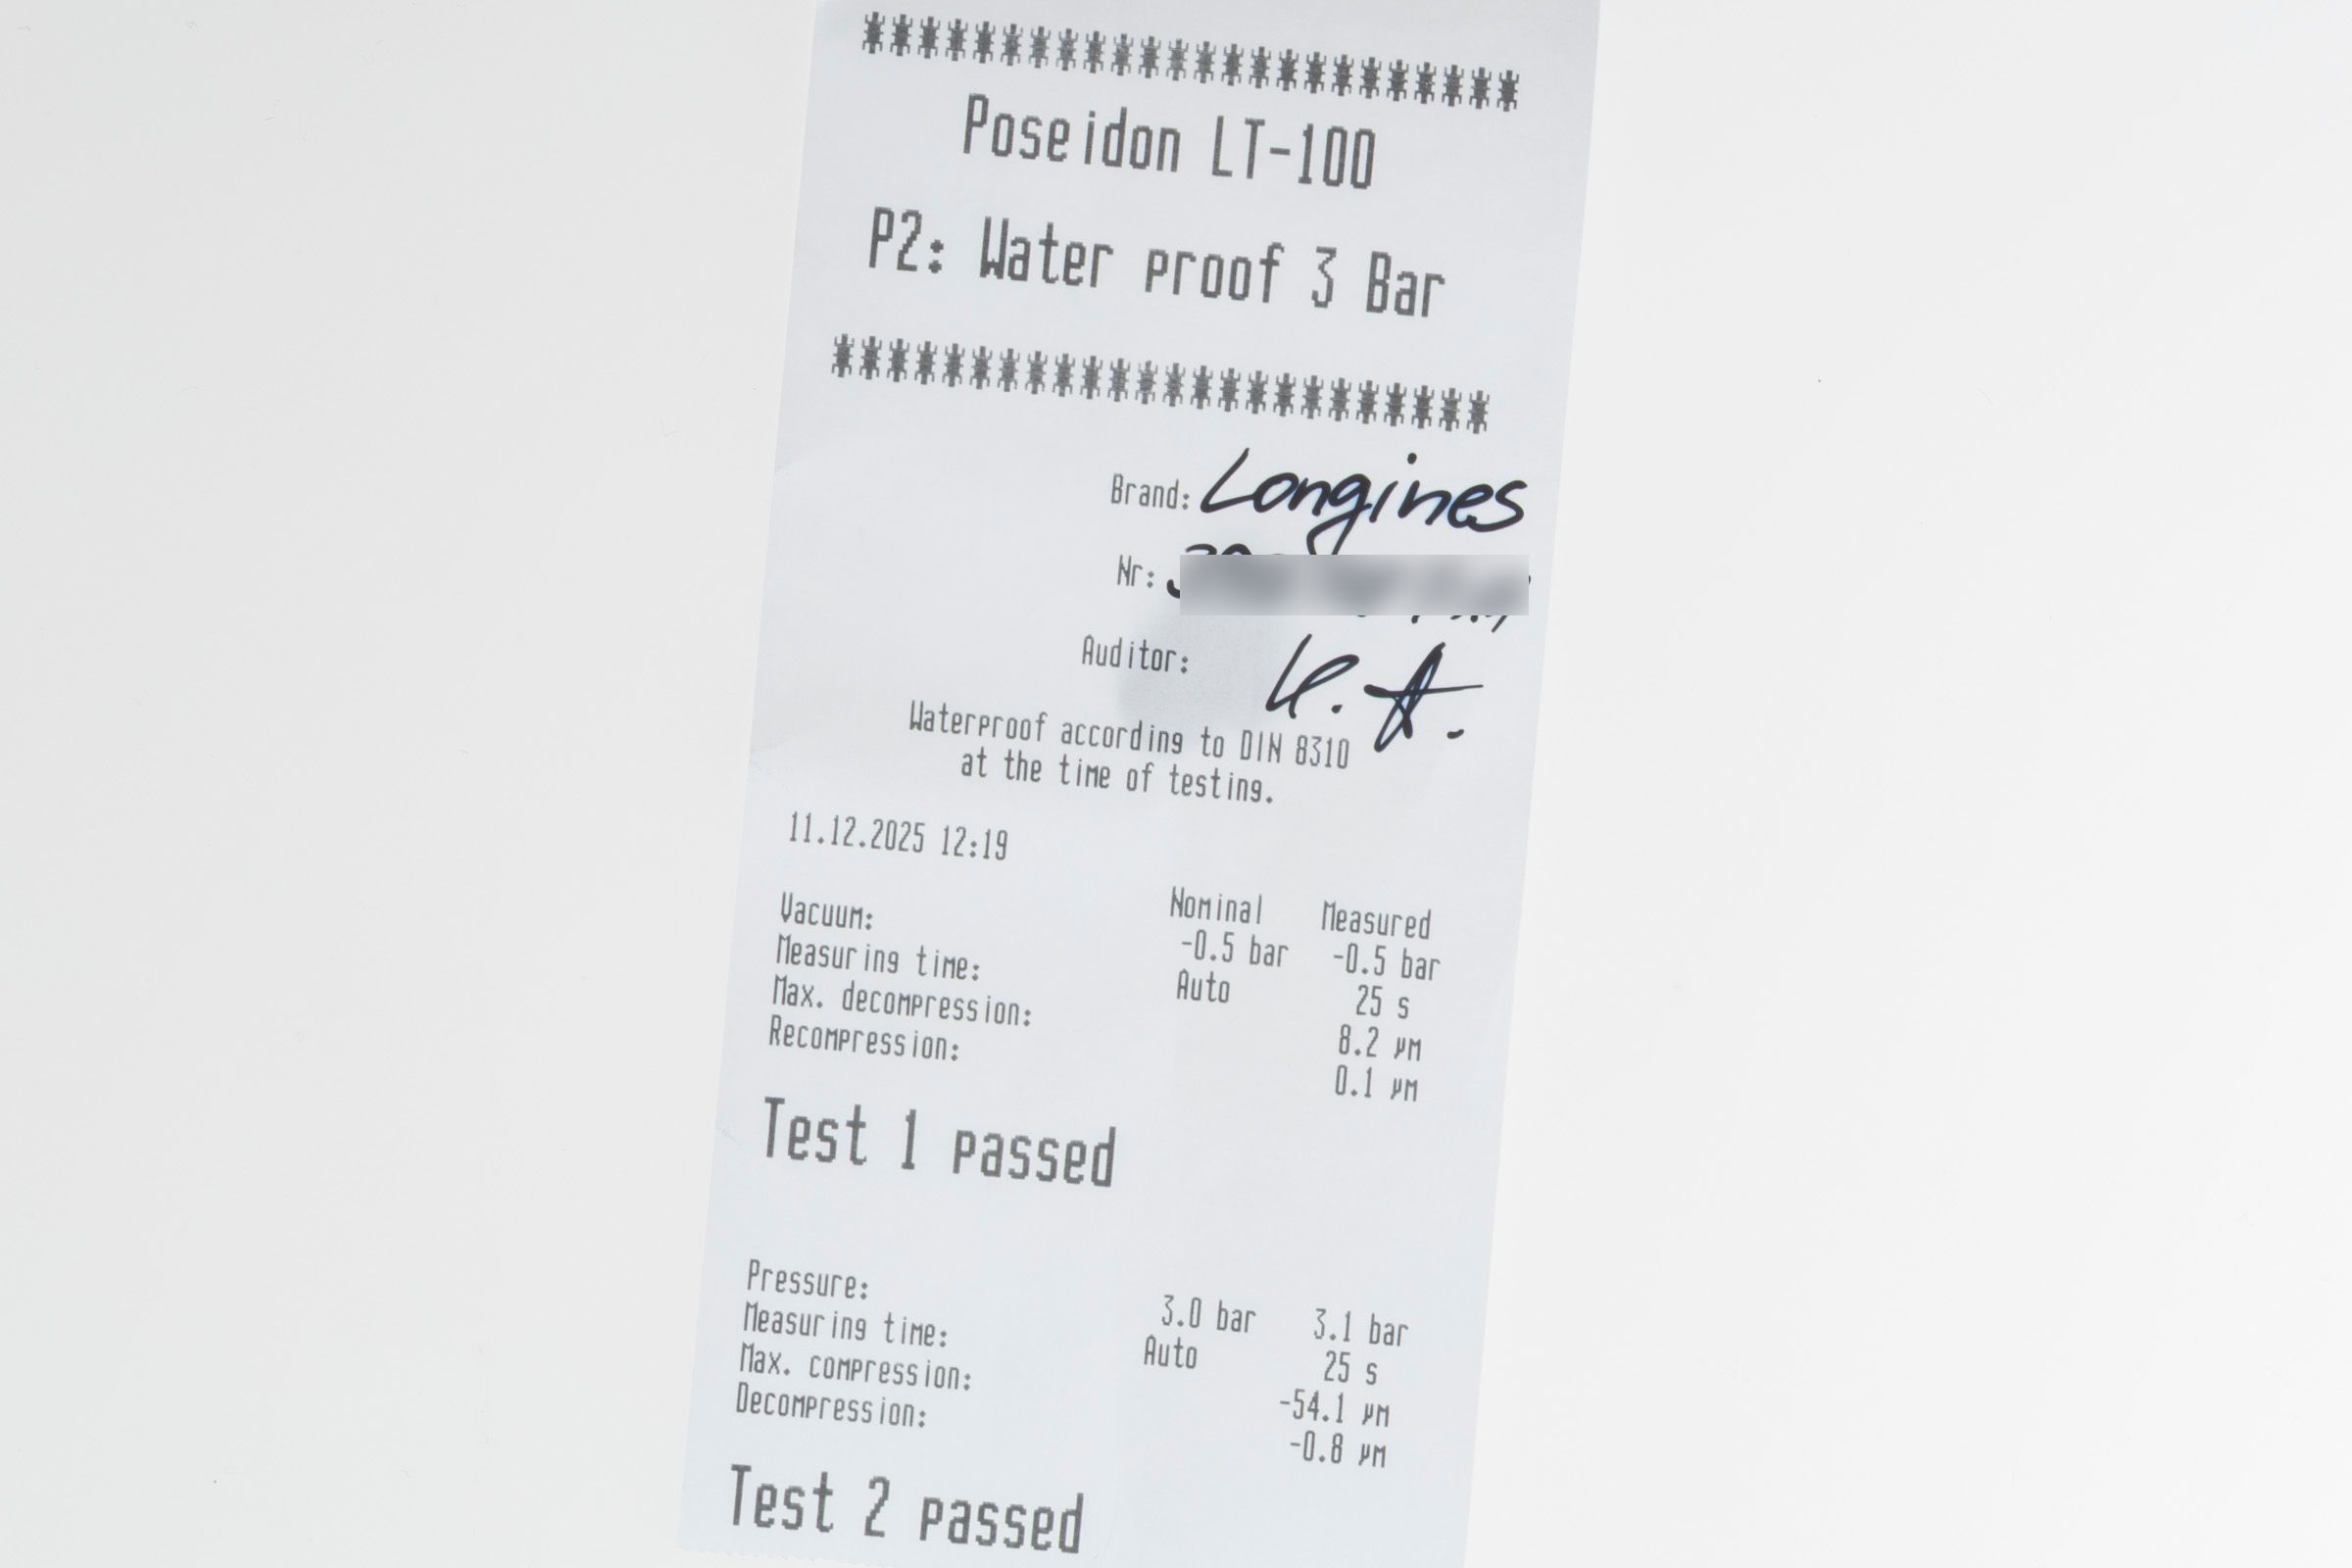 ************************
Poseidon LT-100
P2: Water proof 3 Bar
************************
Brand: Longines
Nr:
Auditor: K. A.
Waterproof according to DIN 8310
at the time of testing.
11.12.2025 12:19
Nominal Measured
Vacuum: -0.5 bar -0.5 bar
Measuring time: Auto 25 s
Max. decompression: 8.2 µm
Recompression: 0.1 µm
Test 1 passed
Pressure: 3.0 bar 3.1 bar
Measuring time: Auto 25 s
Max. compression: -54.1 µm
Decompression: -0.8 µm
Test 2 passed